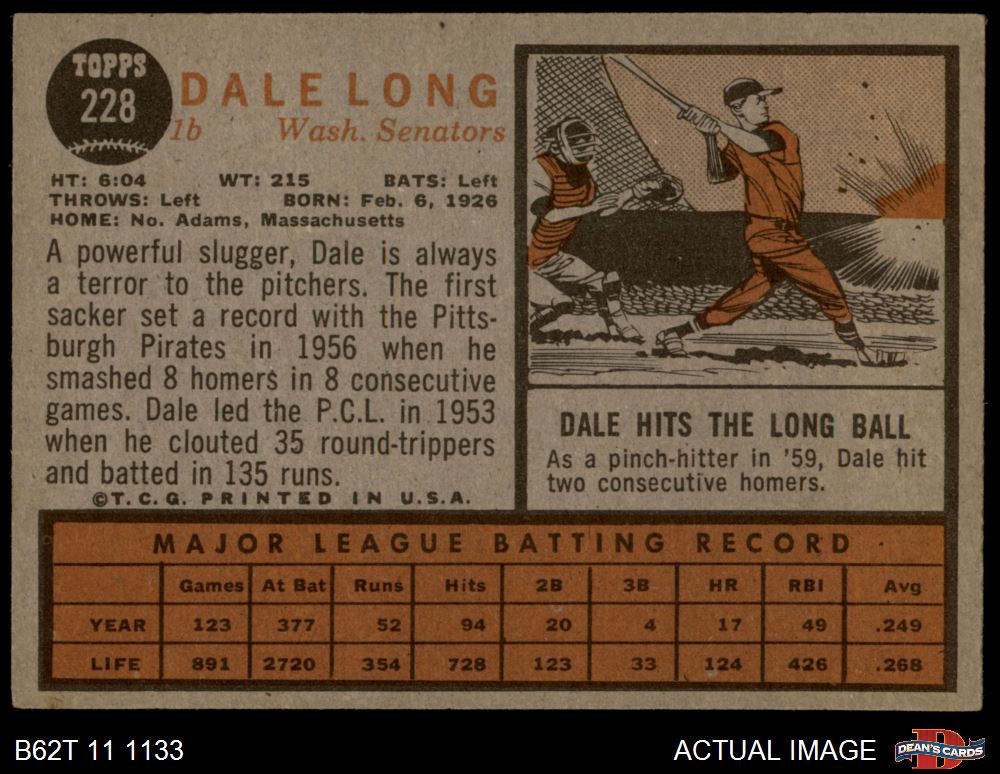 TOPPS
228
DALE LONG
1b Wash. Senators
HT: 6:04 WT: 215 BATS: Left
THROWS: Left BORN: Feb. 6, 1926
HOME: No. Adams, Massachusetts
A powerful slugger, Dale is always
a terror to the pitchers. The first
sacker set a record with the Pitts-
burgh Pirates in 1956 when he
smashed 8 homers in 8 consecutive
games. Dale led the P.C.L. in 1953
when he clouted 35 round-trippers
and batted in 135 runs.
©T.C.G. PRINTED IN U.S.A.
DALE HITS THE LONG BALL
As a pinch-hitter in '59, Dale hit
two consecutive homers.
MAJOR LEAGUE BATTING RECORD
Games At Bat Runs Hits 2B 3B HR RBI Avg
YEAR 123 377 52 94 20 4 17 49 .249
LIFE 891 2720 354 728 123 33 124 426 .268
B62T 11 1133
ACTUAL IMAGE
D
DEAN'S CARDS